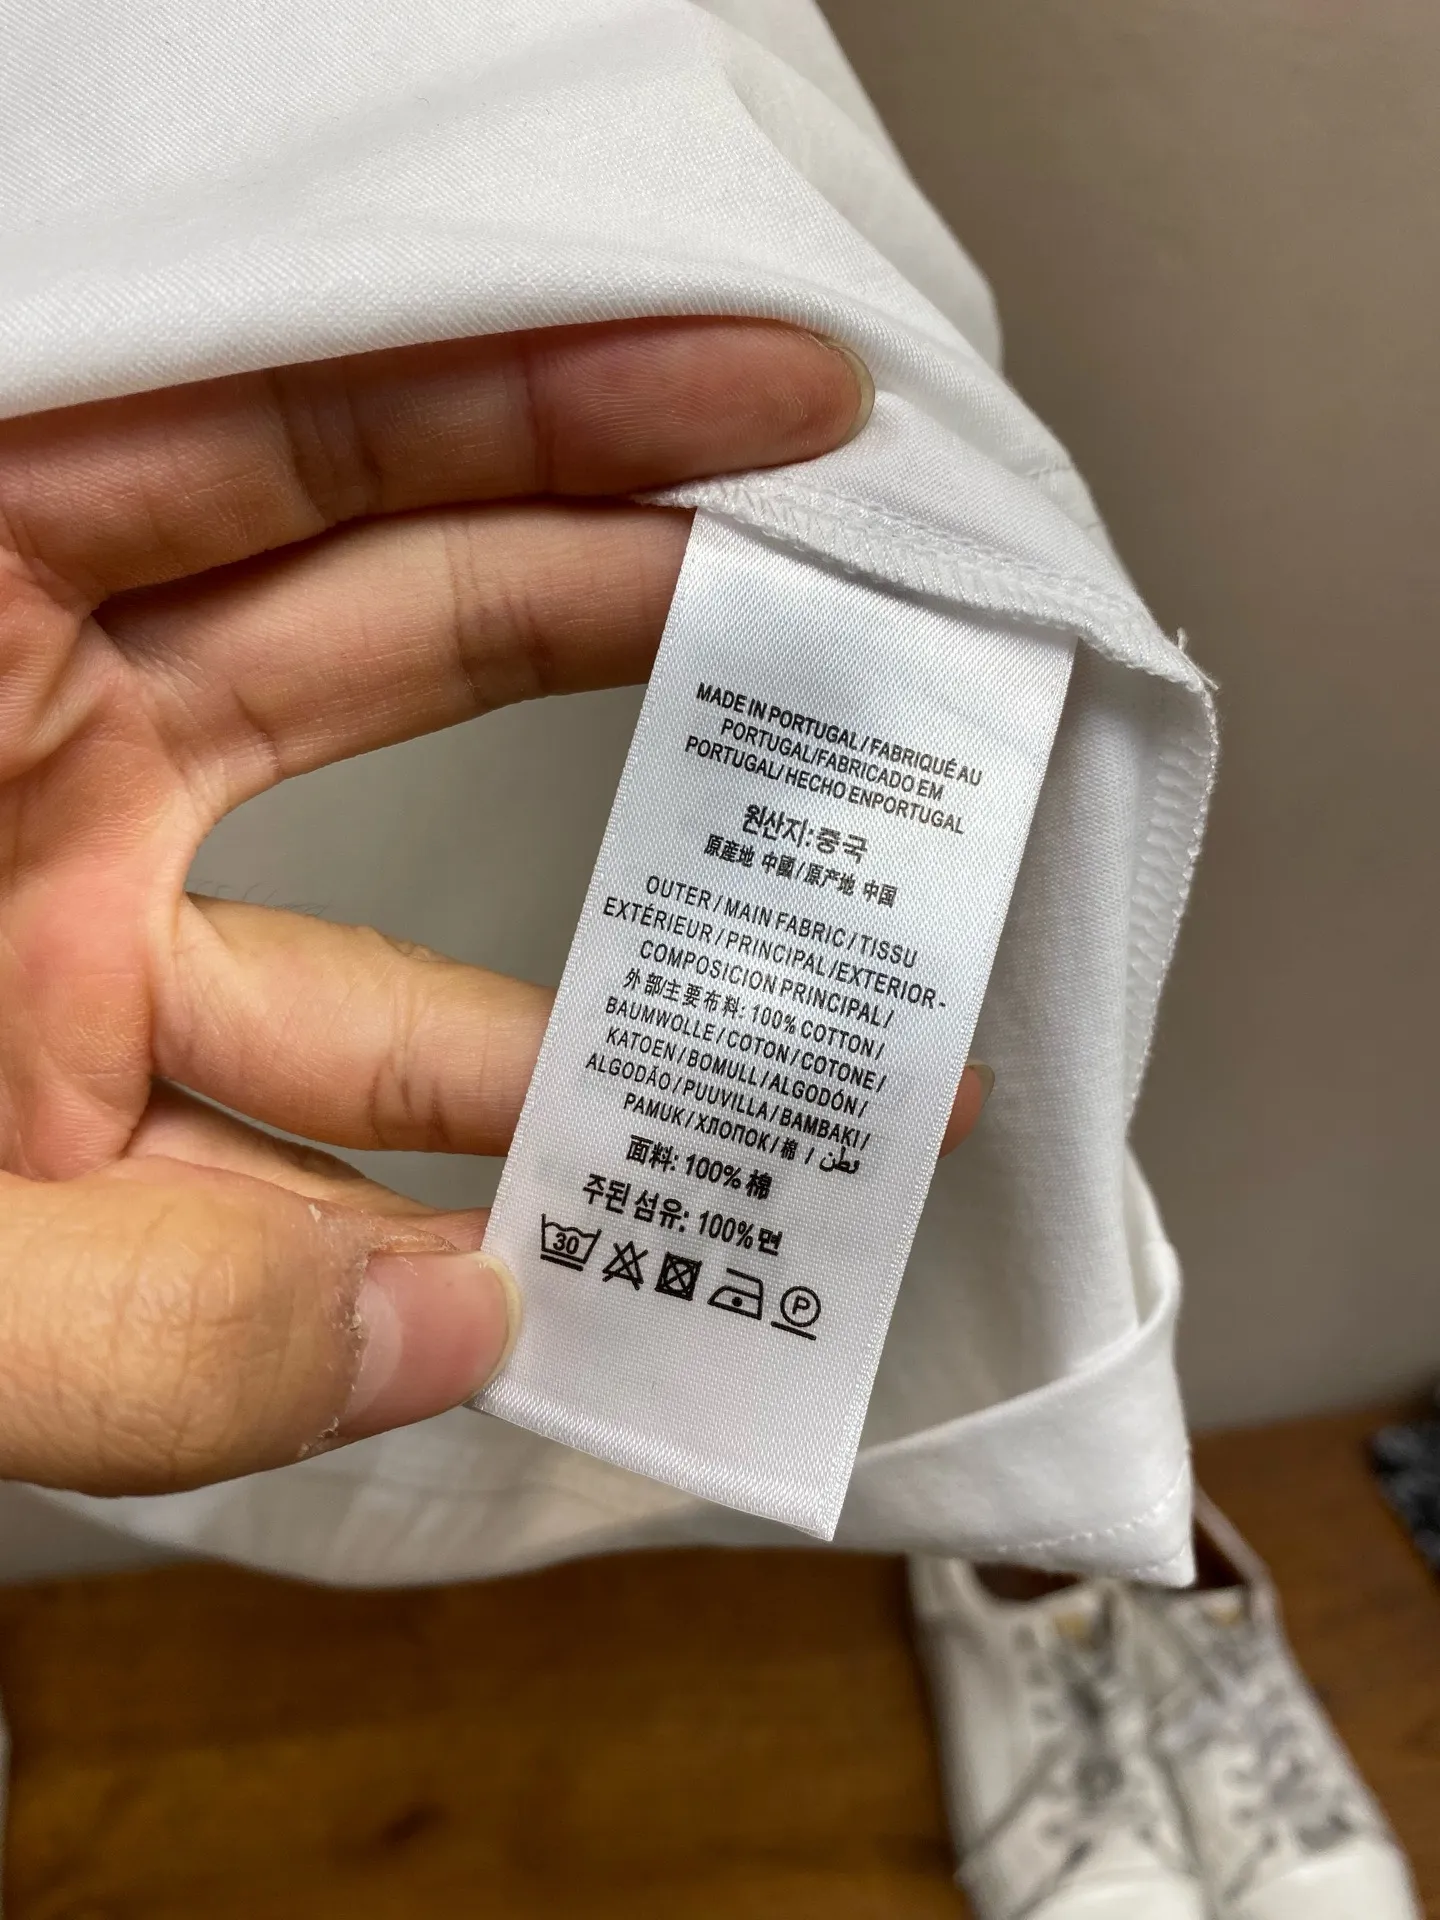 MADE IN PORTUGAL/FABRIQUÉ AU
PORTUGAL/FABRICADO EM
PORTUGAL/HECHO ENPORTUGAL
원산지:중국
原産地 中國/原产地 中国
OUTER/MAIN FABRIC/TISSU
EXTÉRIEUR/PRINCIPAL/EXTERIOR-
COMPOSICION PRINCIPAL/
外部主要布料: 100% COTTON/
BAUMWOLLE/COTON/COTONE/
KATOEN/BOMULL/ALGODÓN/
ALGODÃO/PUUVILLA/BAMBAKI/
PAMUK/ХЛОПОК/棉 / قطن
面料: 100% 棉
주된 섬유: 100%면
30 P